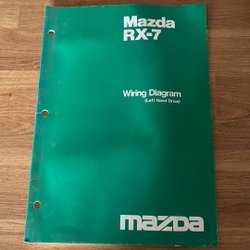 Mazda
RX-7
Wiring Diagram
(Left Hand Drive)
mazda